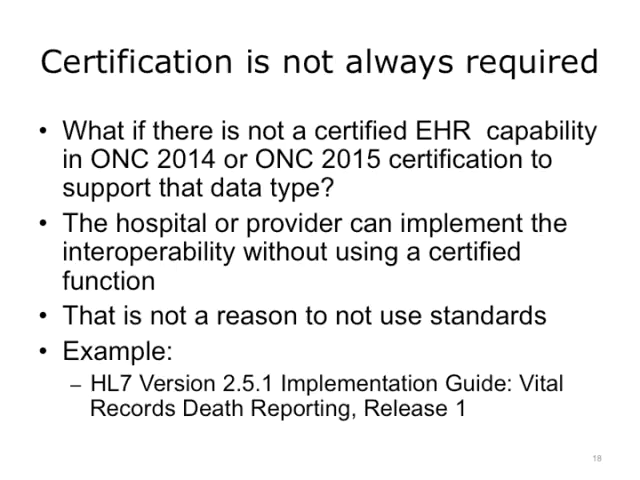 Certification is not always required
• What if there is not a certified EHR capability
in ONC 2014 or ONC 2015 certification to
support that data type?
• The hospital or provider can implement the
interoperability without using a certified
function
• That is not a reason to not use standards
• Example:
– HL7 Version 2.5.1 Implementation Guide: Vital
Records Death Reporting, Release 1
18